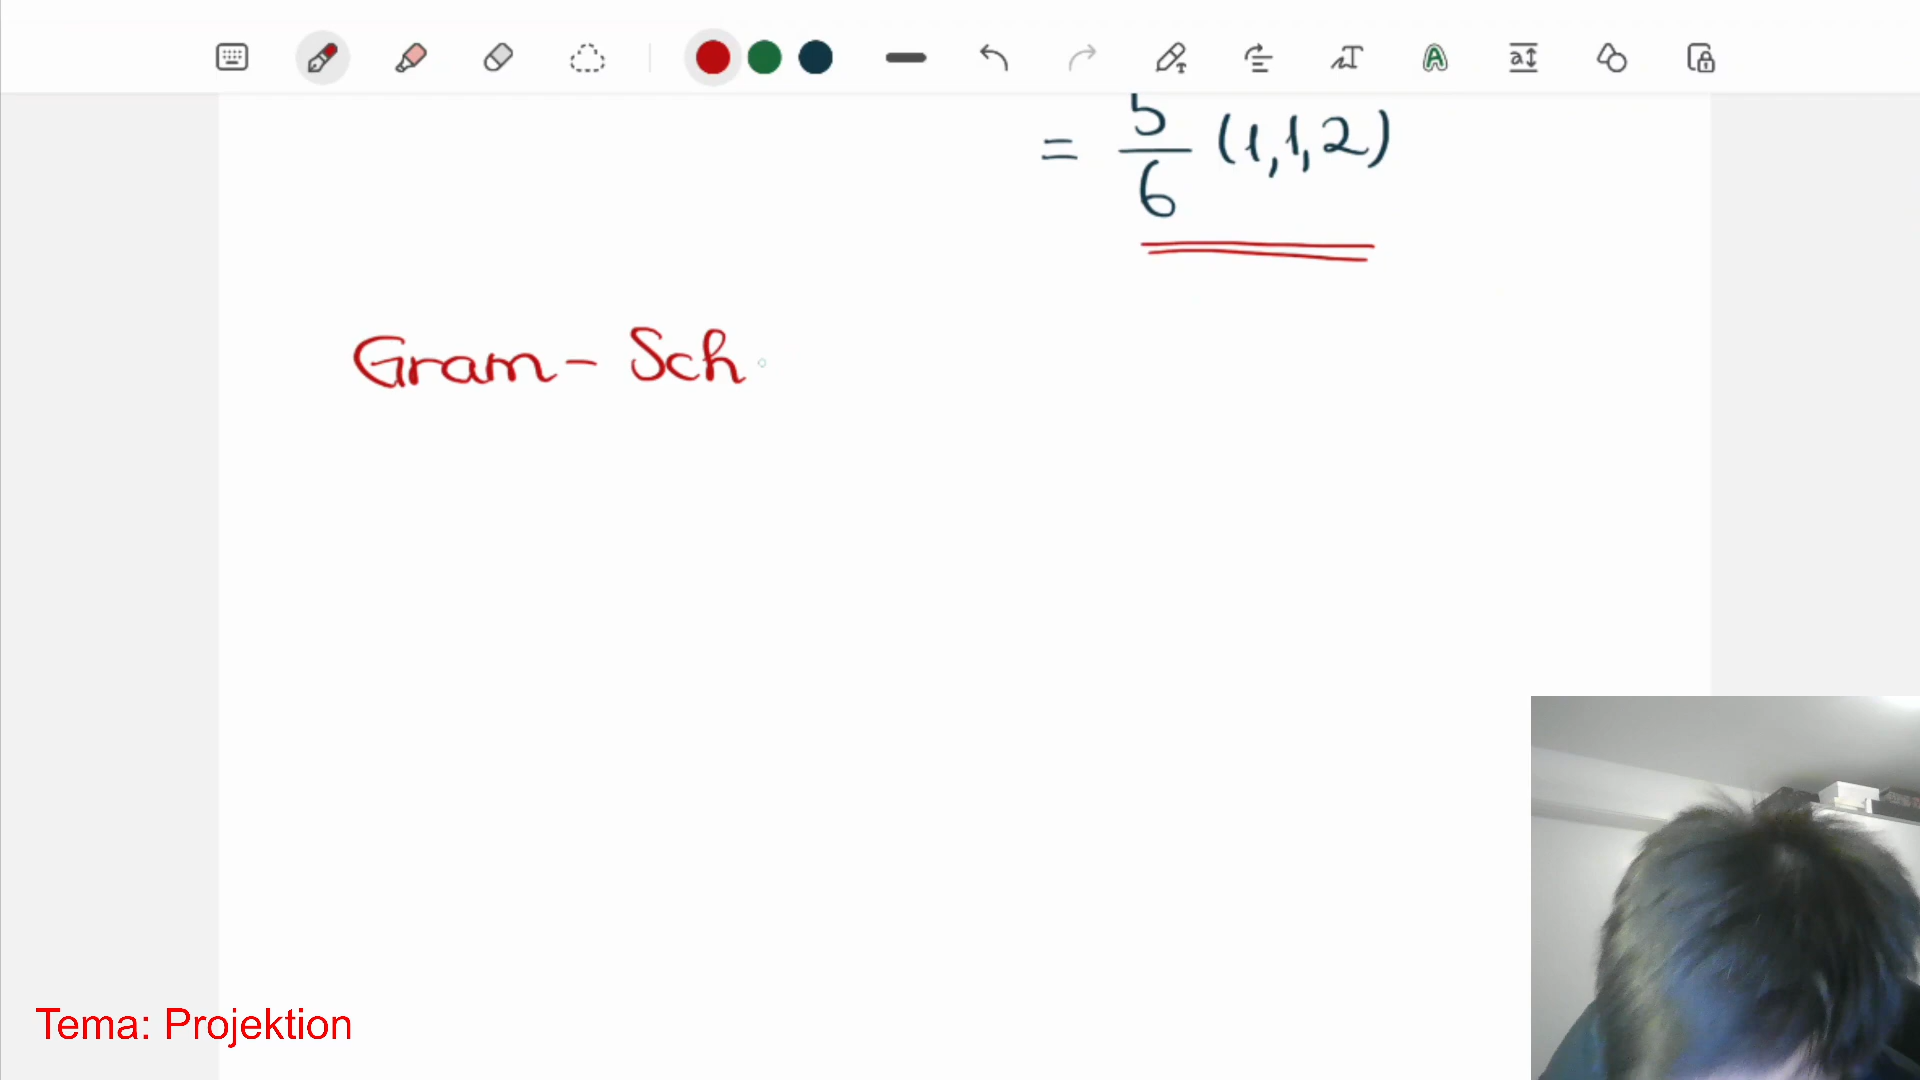 = 5/6 (1,1,2)
Gram - Sch
Tema: Projektion